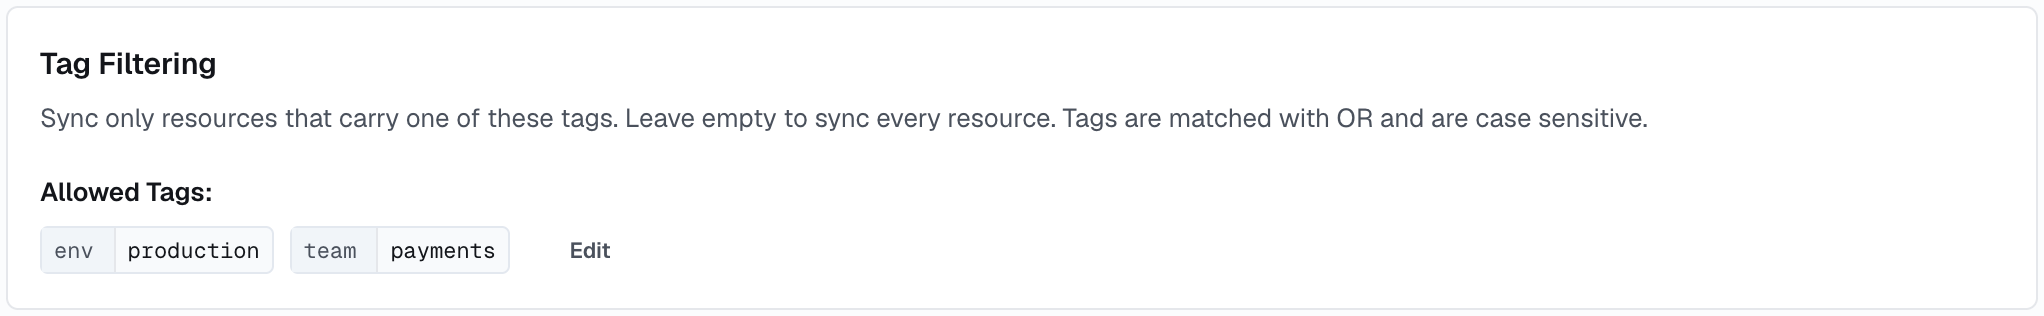 Tag Filtering
Sync only resources that carry one of these tags. Leave empty to sync every resource. Tags are matched with OR and are case sensitive.
Allowed Tags:
env production team payments Edit